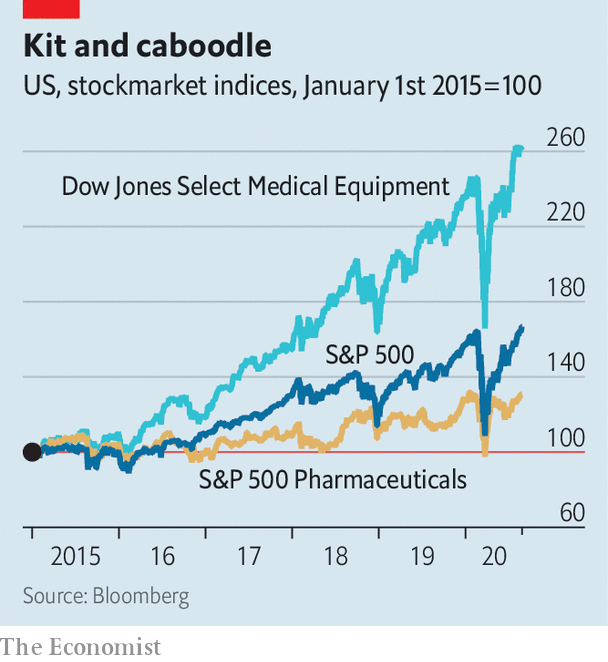 Kit and caboodle
US, stockmarket indices, January 1st 2015=100
260
Dow Jones Select Medical Equipment
220
180
S&P 500
140
100
S&P 500 Pharmaceuticals
60
2015 16 17 18 19 20
Source: Bloomberg
The Economist